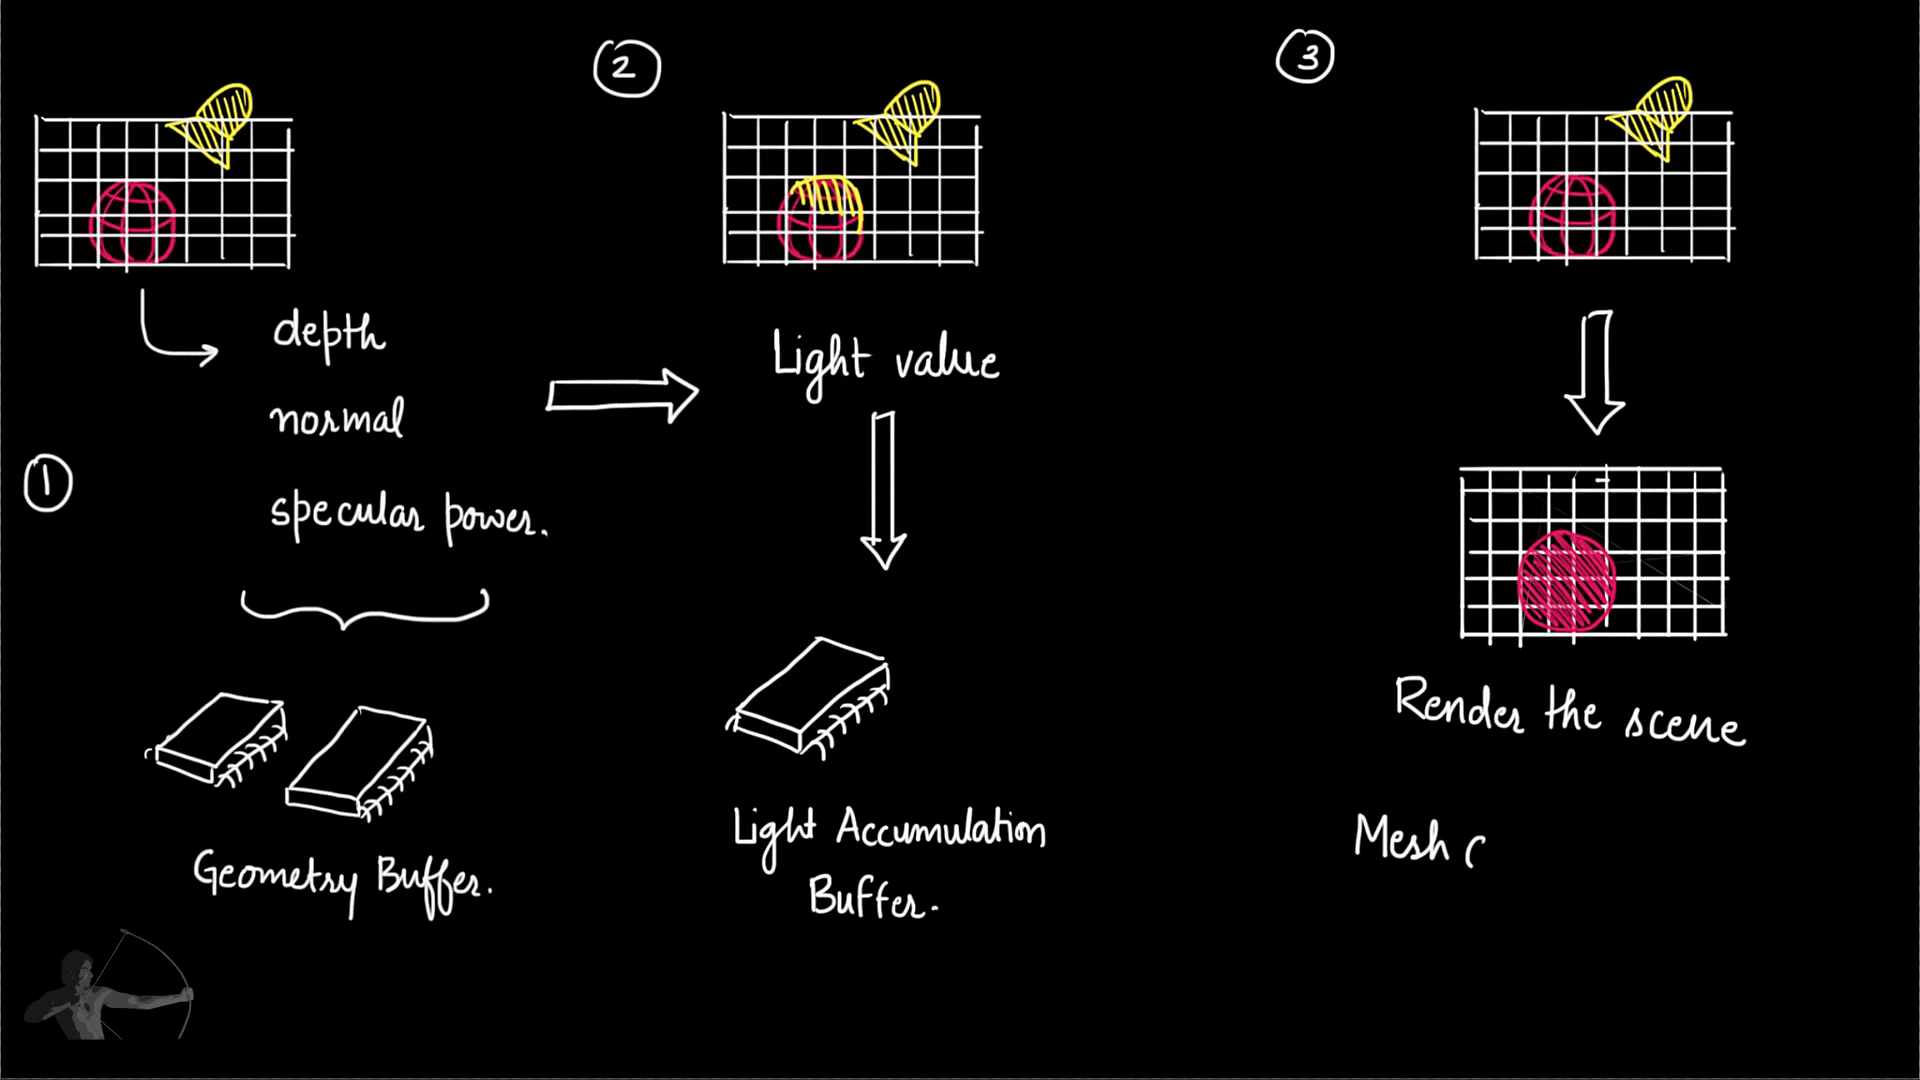 1
depth
normal
specular power.
Geometry Buffer.
2
Light value
Light Accumulation
Buffer.
3
Render the scene
Mesh (